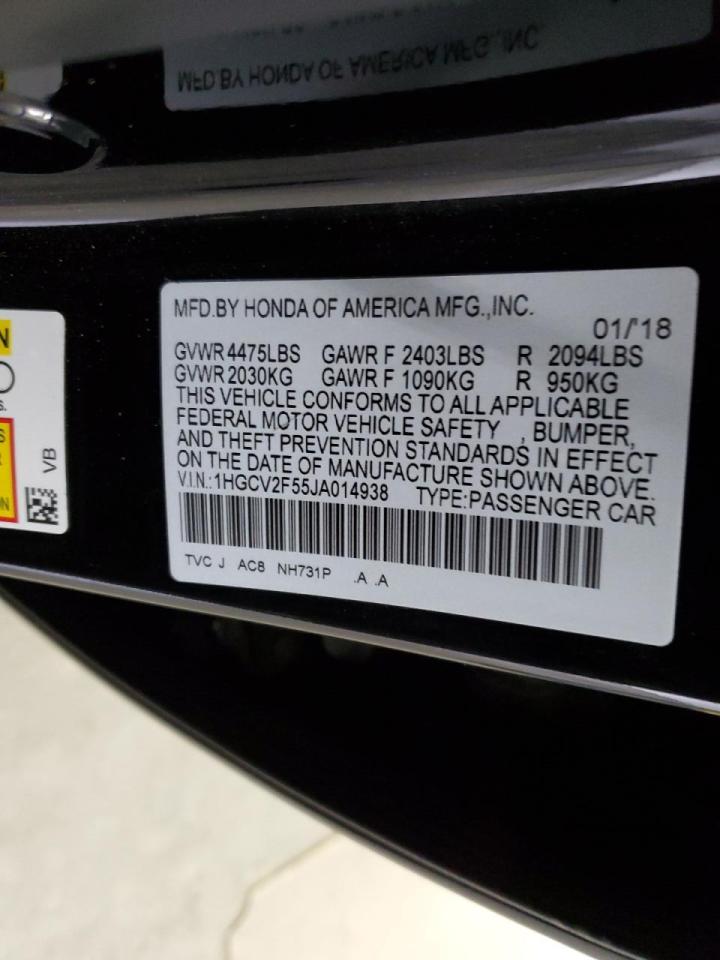 MFD BY HONDA OF AMERICA MFG., INC
MFD.BY HONDA OF AMERICA MFG.,INC.
01/'18
GVWR 4475LBS GAWR F 2403LBS R 2094LBS
GVWR 2030KG GAWR F 1090KG R 950KG
THIS VEHICLE CONFORMS TO ALL APPLICABLE
FEDERAL MOTOR VEHICLE SAFETY , BUMPER,
AND THEFT PREVENTION STANDARDS IN EFFECT
ON THE DATE OF MANUFACTURE SHOWN ABOVE.
V.I.N.:1HGCV2F55JA014938 TYPE:PASSENGER CAR
TVC J AC8 NH731P .A .A
VB